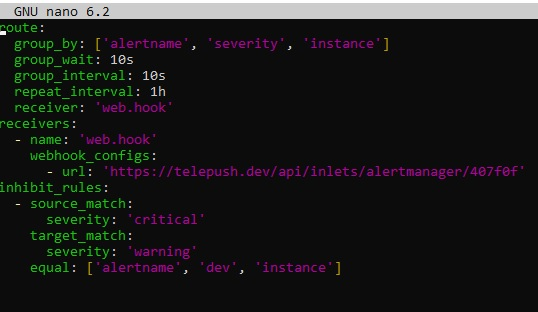 GNU nano 6.2
route:
  group_by: ['alertname', 'severity', 'instance']
  group_wait: 10s
  group_interval: 10s
  repeat_interval: 1h
  receiver: 'web.hook'
receivers:
  - name: 'web.hook'
    webhook_configs:
      - url: 'https://telepush.dev/api/inlets/alertmanager/407f0f'
inhibit_rules:
  - source_match:
      severity: 'critical'
    target_match:
      severity: 'warning'
    equal: ['alertname', 'dev', 'instance']